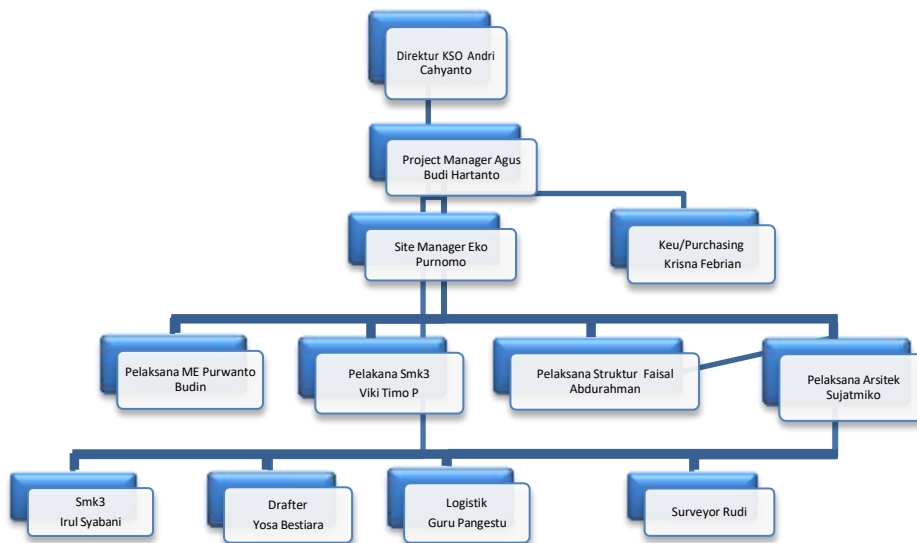 Direktur KSO Andri
Cahyanto
Project Manager Agus
Budi Hartanto
Site Manager Eko
Purnomo
Keu/Purchasing
Krisna Febrian
Pelaksana ME Purwanto
Budin
Pelakana Smk3
Viki Timo P
Pelaksana Struktur Faisal
Abdurahman
Pelaksana Arsitek
Sujatmiko
Smk3
Irul Syabani
Drafter
Yosa Bestiara
Logistik
Guru Pangestu
Surveyor Rudi